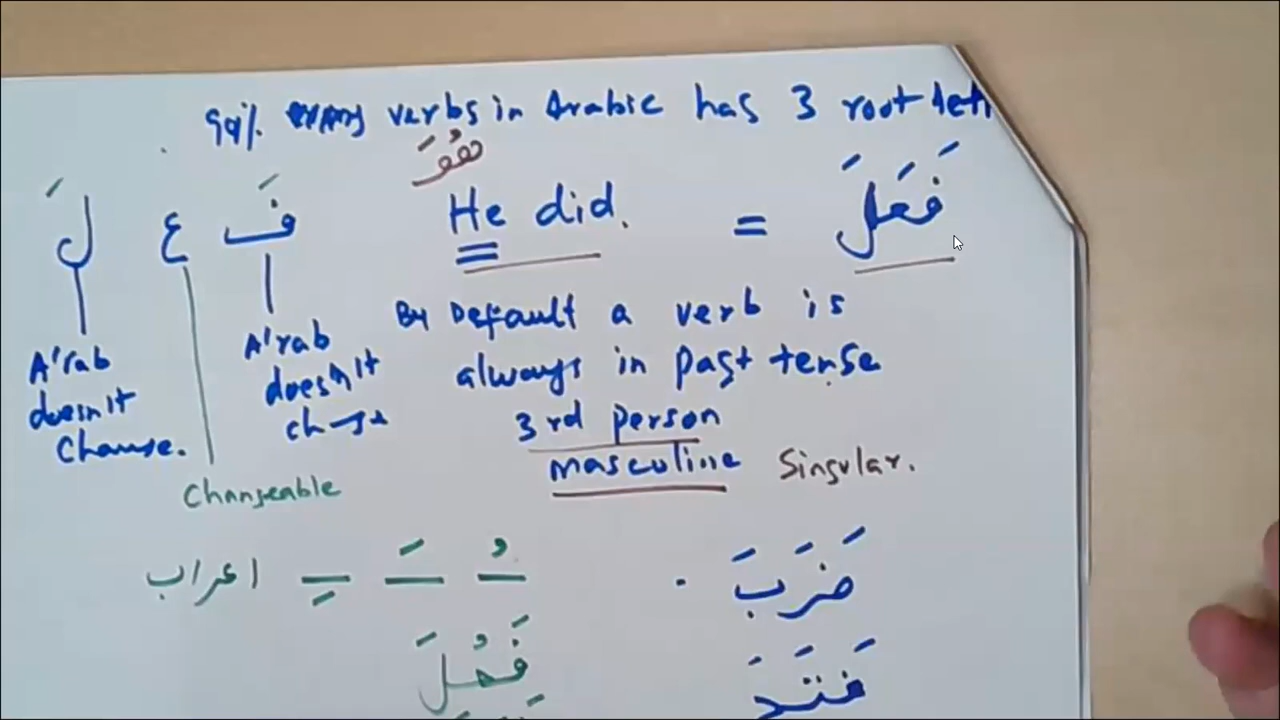 99% verbs in Arabic has 3 root
هُوَ
He did. = فَعَلَ
فَ ع لَ
A'rab doesn't change
A'rab doesn't Change.
Changeable
By Default a verb is
always in past tense
3rd person
masculine Singular.
اعراب
ضَرَبَ
فَعُلَ